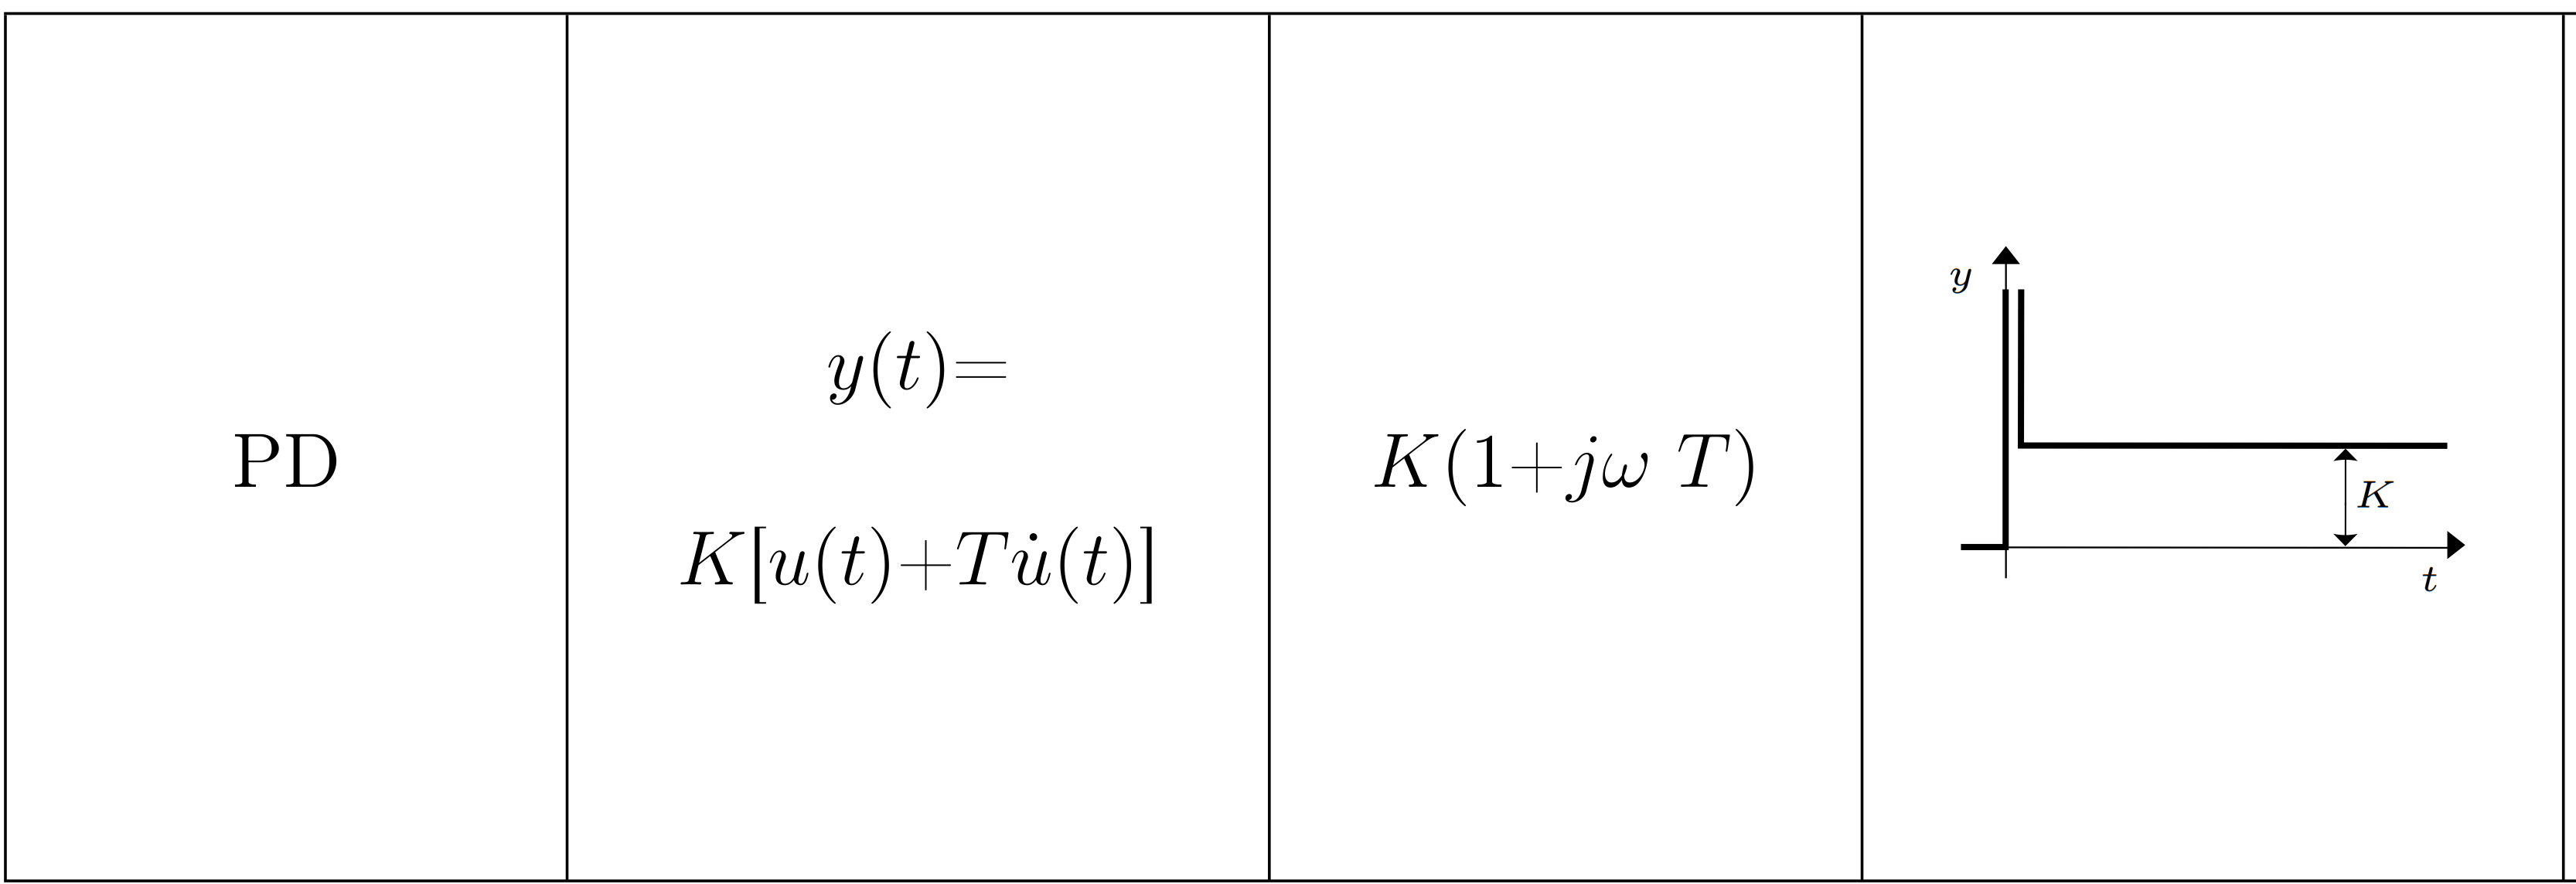 PD
y(t)=
K[u(t)+Tu̇(t)]
K(1+jω T)
y
K
t